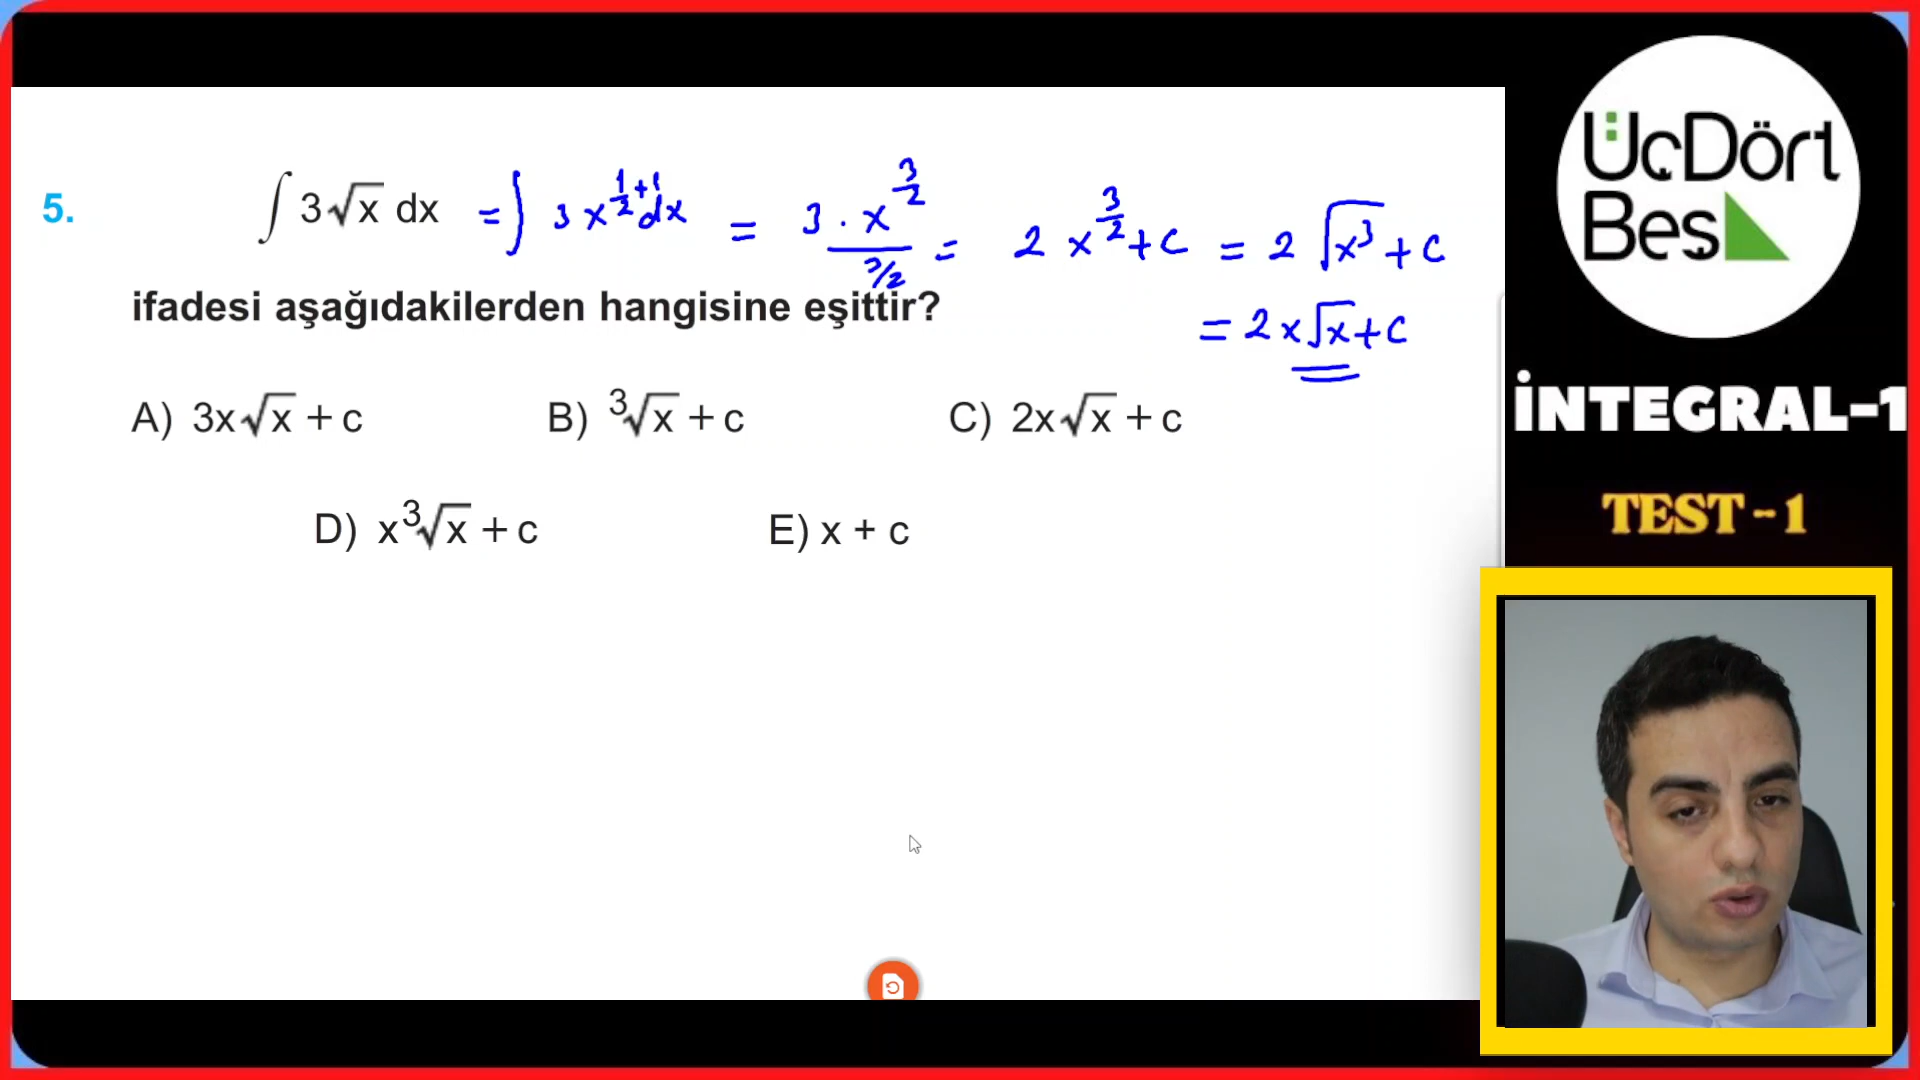 5. ∫ 3√x dx = ∫ 3 x^(1/2+1) dx = 3 . x^(3/2) / 3/2 = 2 x^(3/2) + c = 2 √x³ + c
= 2x√x + c
ifadesi aşağıdakilerden hangisine eşittir?
A) 3x√x + c B) ³√x + c C) 2x√x + c
D) x³√x + c E) x + c
ÜçDört
Beş
İNTEGRAL-1
TEST - 1